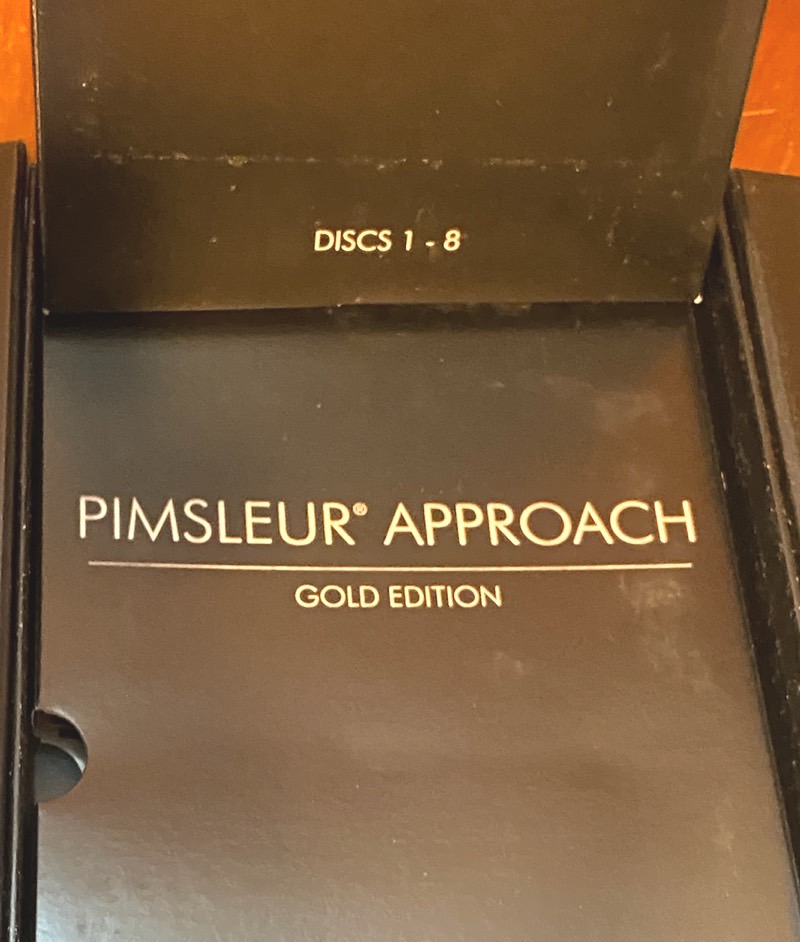 DISCS 1 - 8
PIMSLEUR® APPROACH
GOLD EDITION